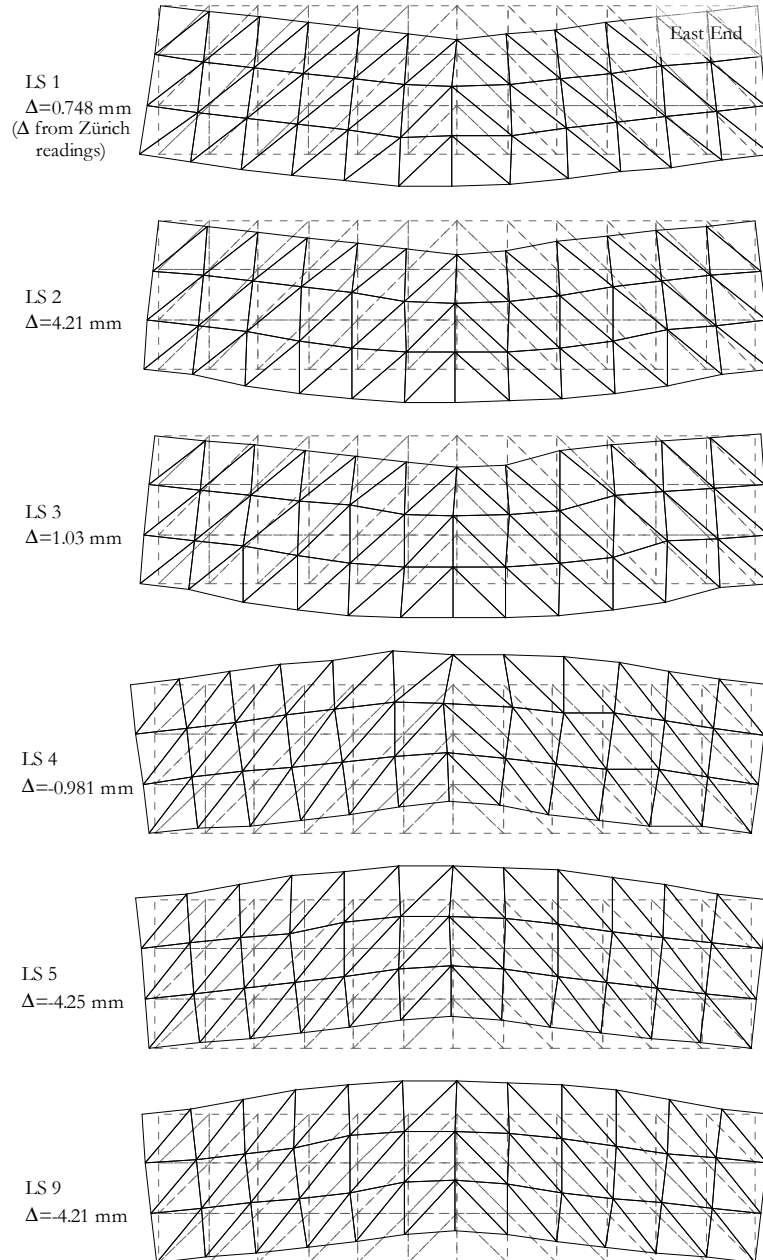 East End
LS 1
Δ=0.748 mm
(Δ from Zürich
readings)
LS 2
Δ=4.21 mm
LS 3
Δ=1.03 mm
LS 4
Δ=-0.981 mm
LS 5
Δ=-4.25 mm
LS 9
Δ=-4.21 mm